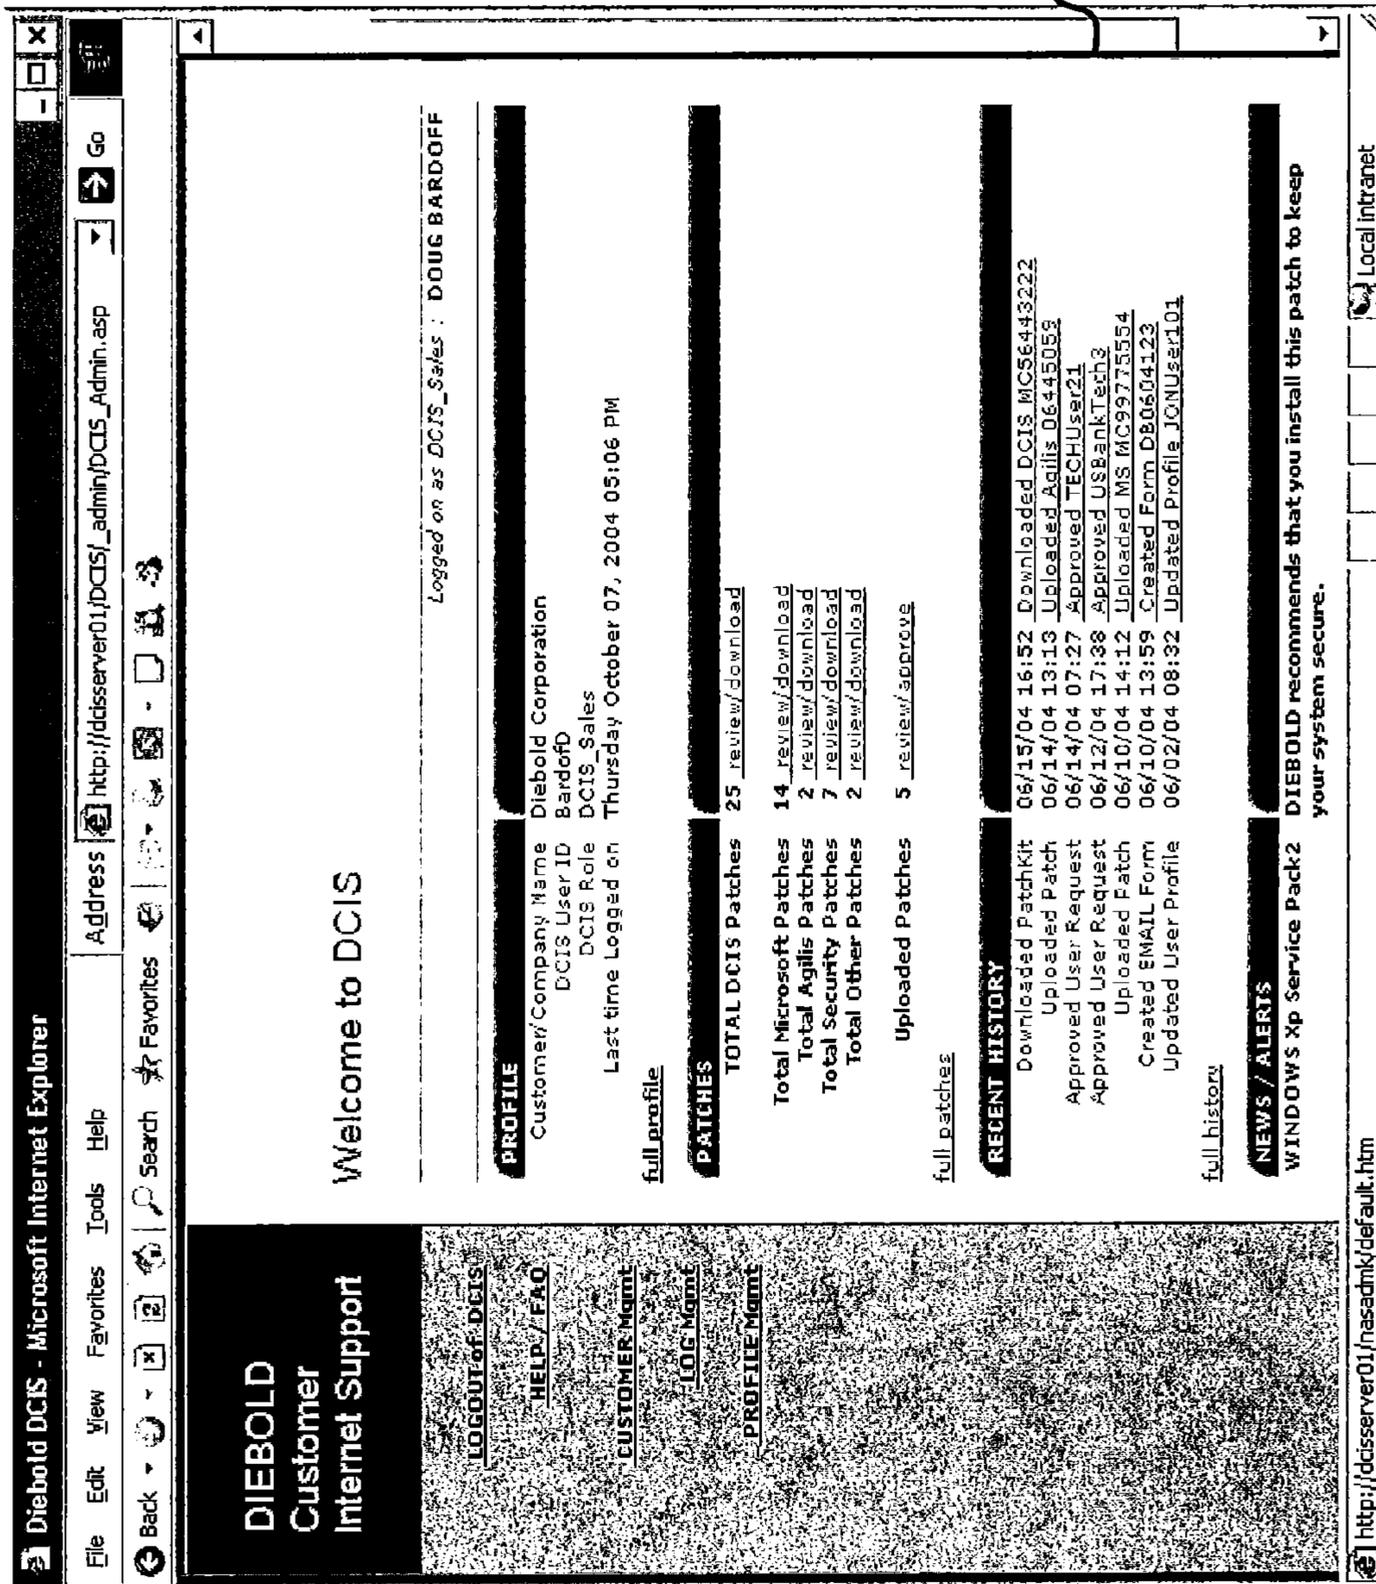 Diebold DCIS - Microsoft Internet Explorer
File Edit View Favorites Tools Help Address http://dcisserver01/DCIS/_admin/DCIS_Admin.asp Go
Back Search Favorites
DIEBOLD
Customer
Internet Support
LOGOUT of DCIS
HELP/FAQ
CUSTOMER Mgmt
LOG Mgmt
PROFILE Mgmt
Welcome to DCIS
Logged on as DCIS_Sales : DOUG BARDOFF
PROFILE
Customer/Company Name Diebold Corporation
DCIS User ID BardofD
DCIS Role DCIS_Sales
Last time Logged on Thursday October 07, 2004 05:06 PM
full profile
PATCHES
TOTAL DCIS Patches 25 review/download
Total Microsoft Patches 14 review/download
Total Agilis Patches 2 review/download
Total Security Patches 7 review/download
Total Other Patches 2 review/download
Uploaded Patches 5 review/approve
full patches
RECENT HISTORY
Downloaded PatchKit 06/15/04 16:52 Downloaded DCIS MC56443222
Uploaded Patch 06/14/04 13:13 Uploaded Agilis 06445059
Approved User Request 06/14/04 07:27 Approved TECHUser21
Approved User Request 06/12/04 17:38 Approved USBankTech3
Uploaded Patch 06/10/04 14:12 Uploaded MS MC99775554
Created EMAIL Form 06/10/04 13:59 Created Form DB0604123
Updated User Profile 06/02/04 08:32 Updated Profile JONUser101
full history
NEWS / ALERTS
WINDOWS Xp Service Pack2 DIEBOLD recommends that you install this patch to keep
your system secure.
http://dcisserver01/nasadmk/default.htm Local intranet